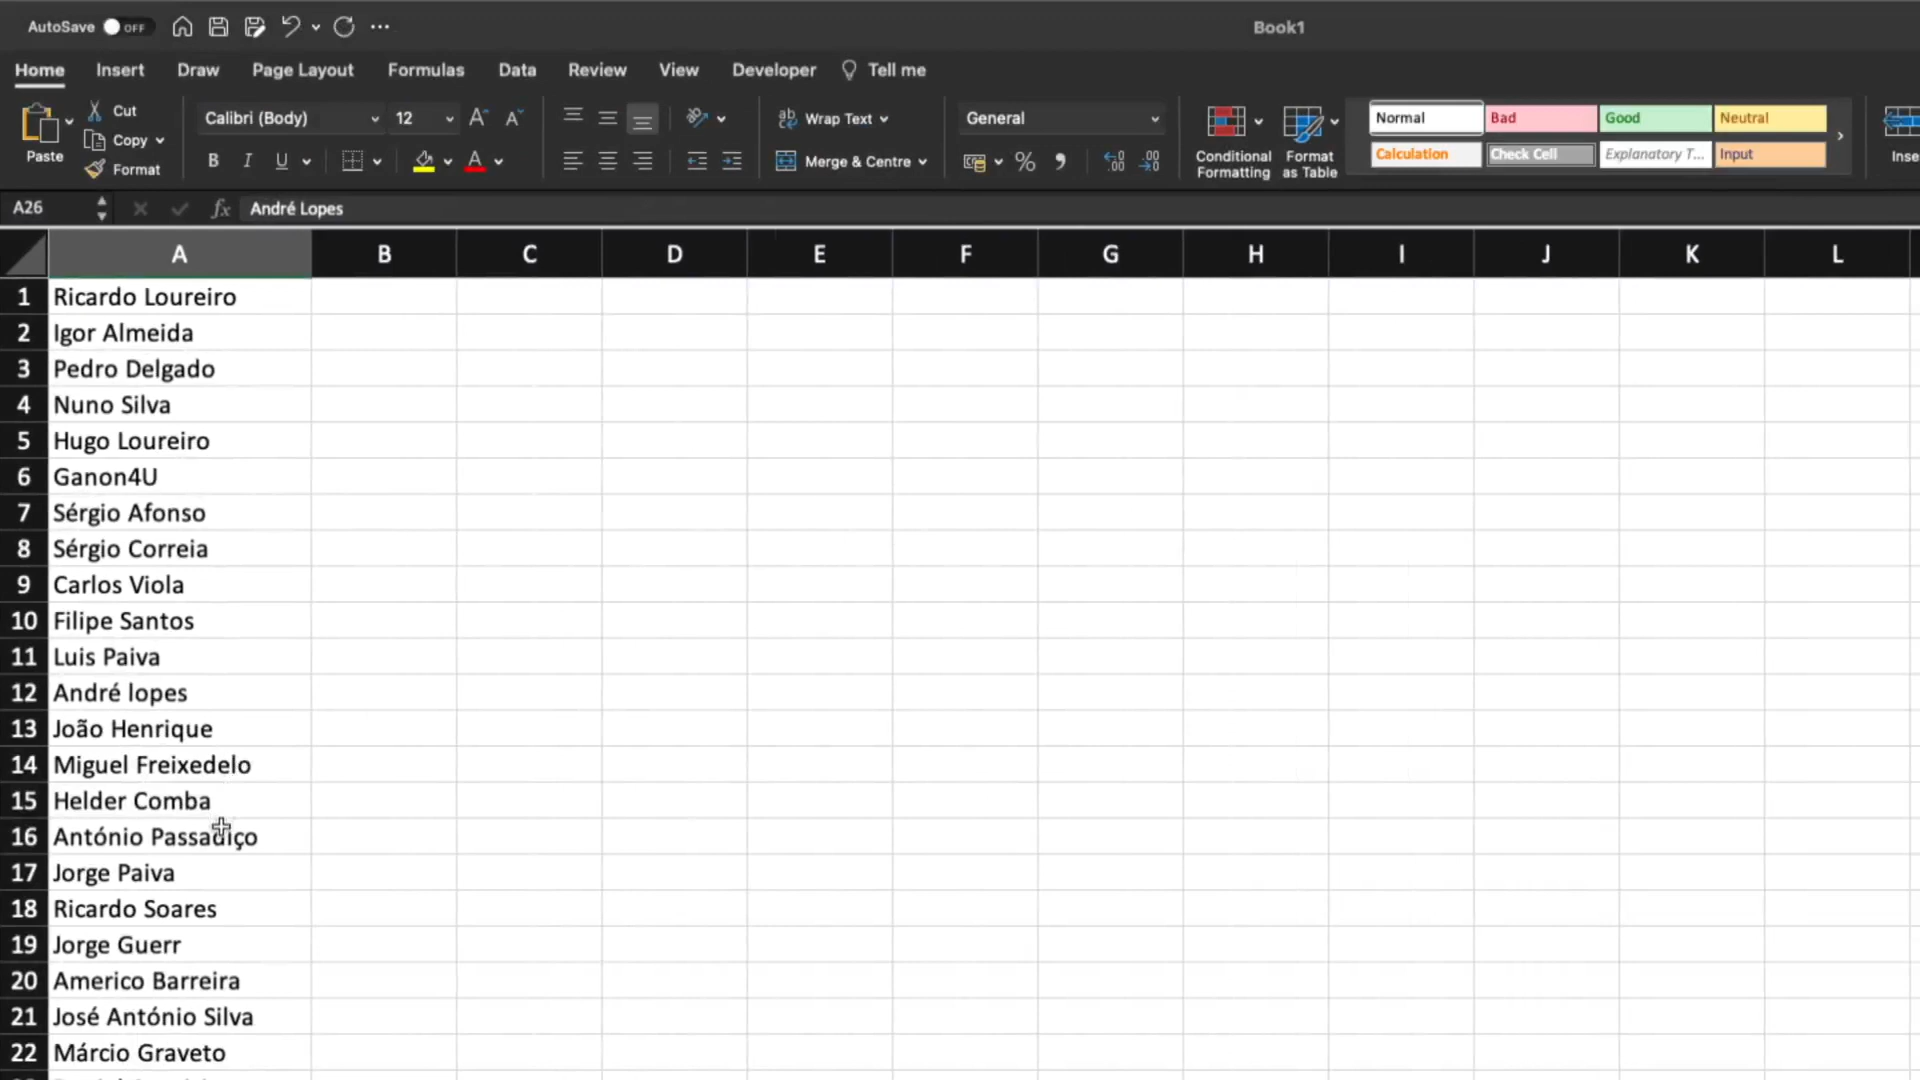 AutoSave OFF
Book1
Home Insert Draw Page Layout Formulas Data Review View Developer Tell me
Paste
Cut
Copy
Format
Calibri (Body) 12
B I U
Wrap Text
Merge & Centre
General
Conditional Formatting
Format as Table
Normal Bad Good Neutral
Calculation Check Cell Explanatory T... Input
A26 fx André Lopes
A B C D E F G H I J K L
1 Ricardo Loureiro
2 Igor Almeida
3 Pedro Delgado
4 Nuno Silva
5 Hugo Loureiro
6 Ganon4U
7 Sérgio Afonso
8 Sérgio Correia
9 Carlos Viola
10 Filipe Santos
11 Luis Paiva
12 André lopes
13 João Henrique
14 Miguel Freixedelo
15 Helder Comba
16 António Passadiço
17 Jorge Paiva
18 Ricardo Soares
19 Jorge Guerr
20 Americo Barreira
21 José António Silva
22 Márcio Graveto